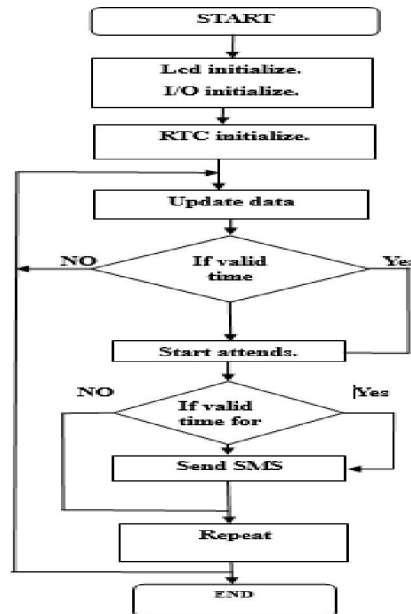 START
Lcd initialize.
I/O initialize.
RTC initialize.
Update data
NO
If valid
Yes
time
Start attends.
NO
If valid
Yes
time for
Send SMS
Repeat
END